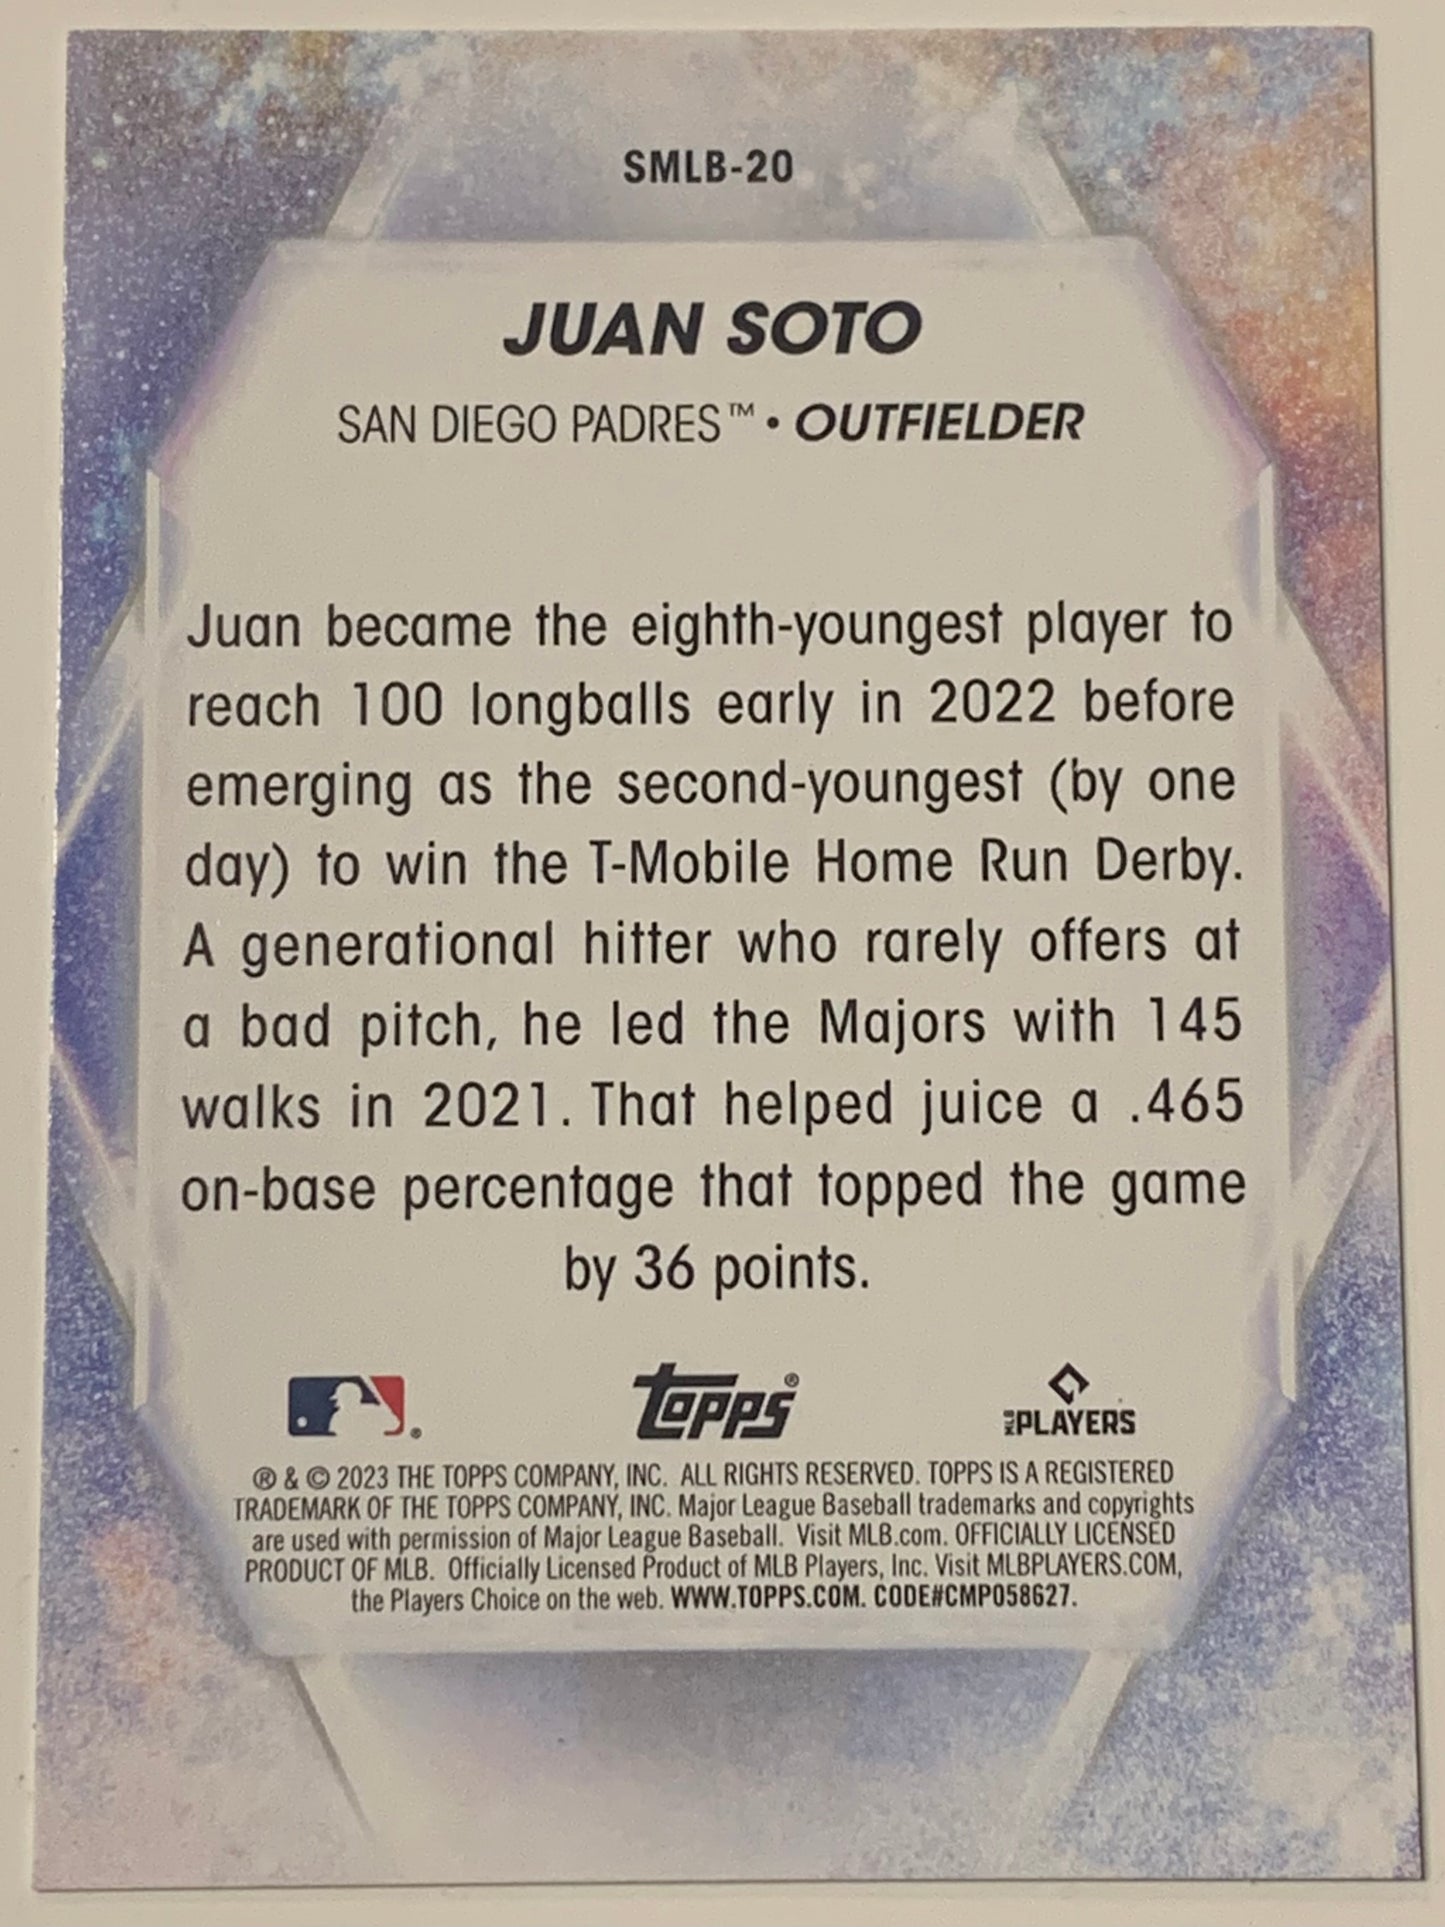 SMLB-20
JUAN SOTO
SAN DIEGO PADRES™ • OUTFIELDER
Juan became the eighth-youngest player to
reach 100 longballs early in 2022 before
emerging as the second-youngest (by one
day) to win the T-Mobile Home Run Derby.
A generational hitter who rarely offers at
a bad pitch, he led the Majors with 145
walks in 2021. That helped juice a .465
on-base percentage that topped the game
by 36 points.
topps®
MLB PLAYERS
® & © 2023 THE TOPPS COMPANY, INC. ALL RIGHTS RESERVED. TOPPS IS A REGISTERED
TRADEMARK OF THE TOPPS COMPANY, INC. Major League Baseball trademarks and copyrights
are used with permission of Major League Baseball. Visit MLB.com. OFFICIALLY LICENSED
PRODUCT OF MLB. Officially Licensed Product of MLB Players, Inc. Visit MLBPLAYERS.COM,
the Players Choice on the web. WWW.TOPPS.COM. CODE#CMP058627.